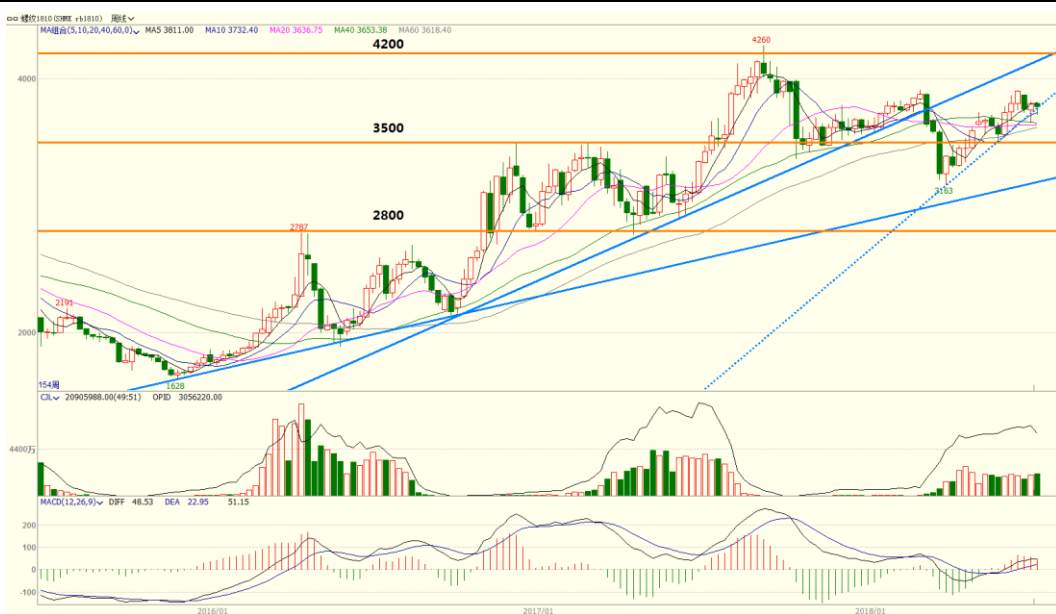 螺纹1810(SHME rb1810) 周线
MA组合(5,10,20,40,60,0) MA5 3811.00 MA10 3732.40 MA20 3636.75 MA40 3653.38 MA60 3618.40
4200
4260
4000
3500
3163
2800
2787
2191
2000
1628
154周
CJL 20905988.00(49:51) OPID 3056220.00
4400万
MACD(12,26,9) DIFF 48.53 DEA 22.95 51.15
200
100
0
-100
2016/01 2017/01 2018/01